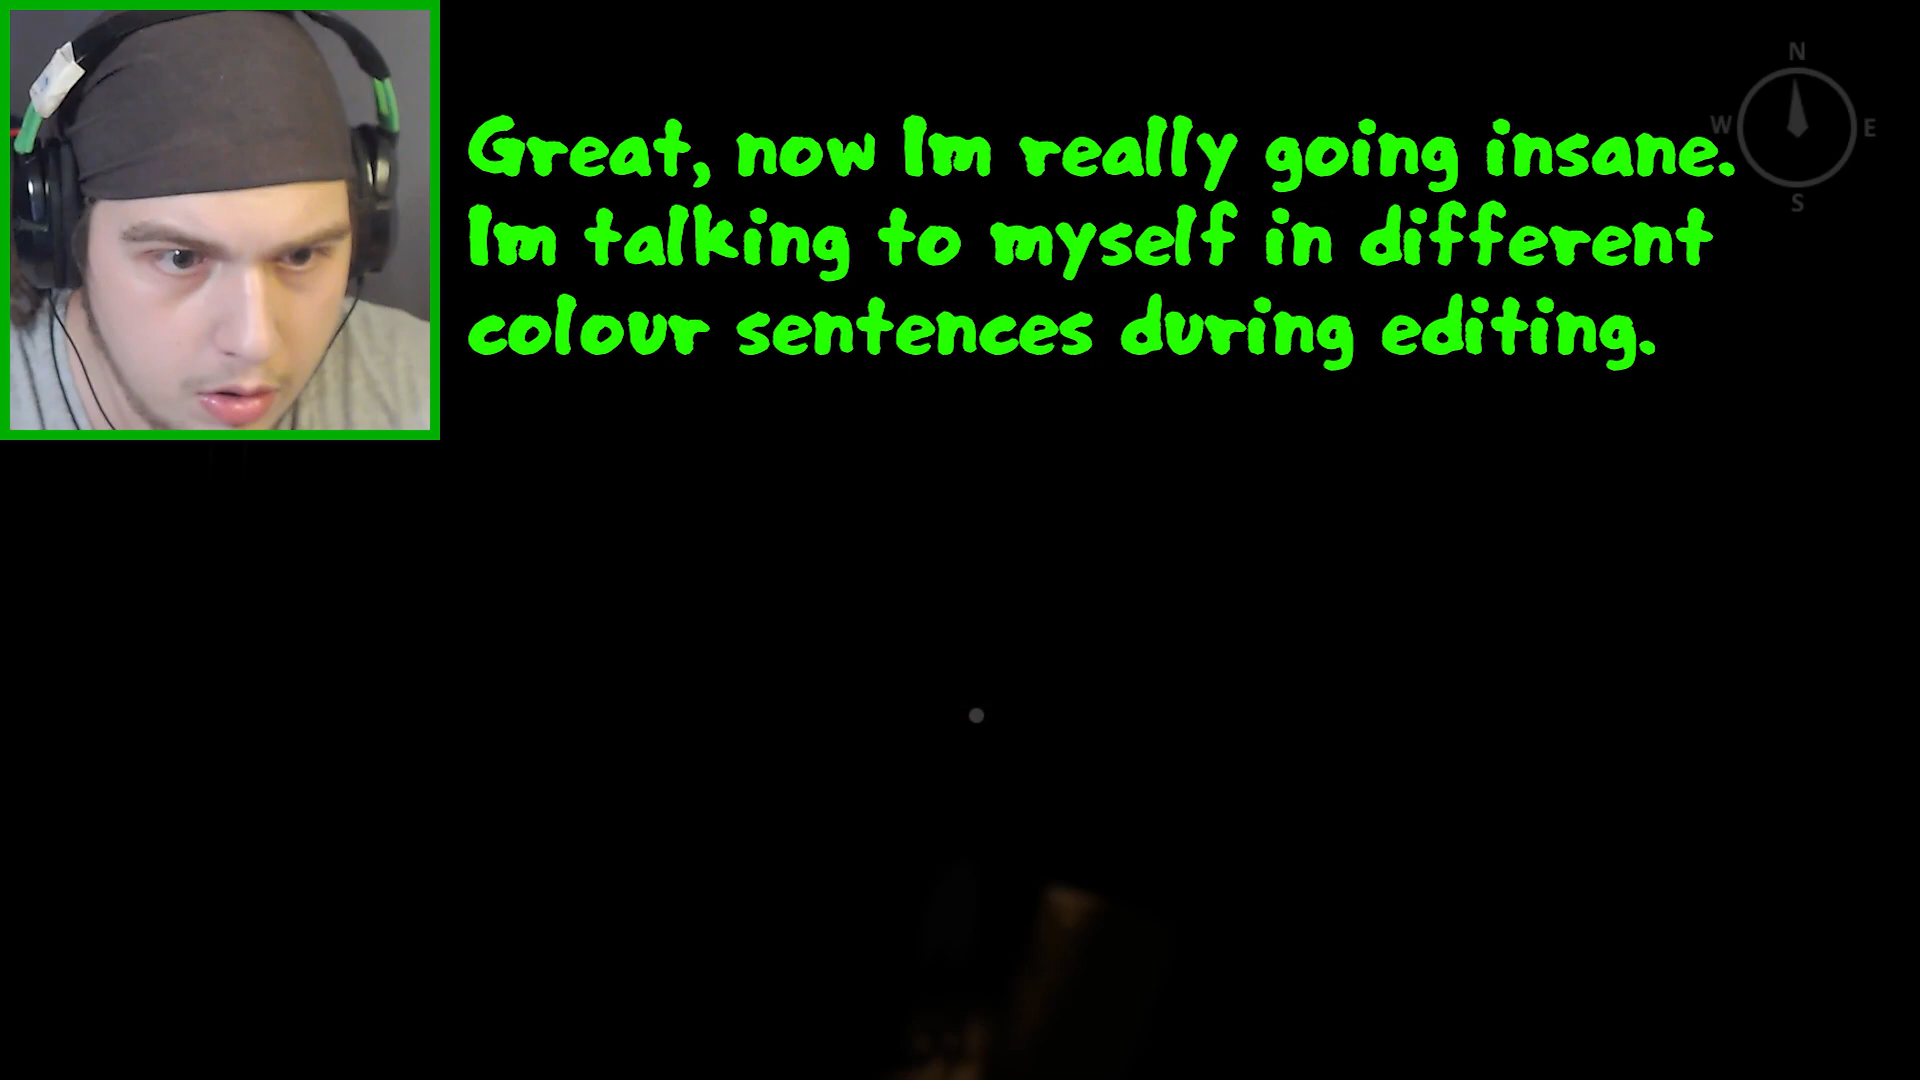 Great, now Im really going insane.
Im talking to myself in different
colour sentences during editing.
N
W
E
S